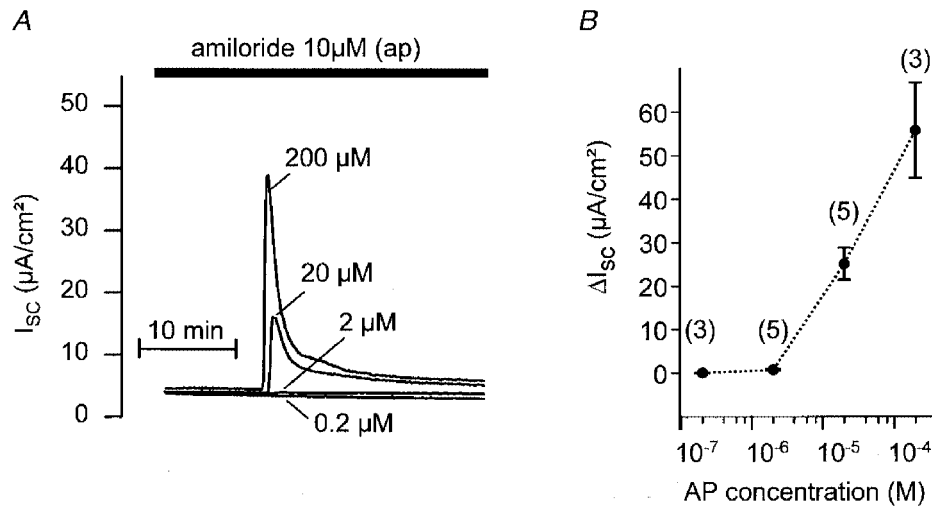 A
amiloride 10µM (ap)
I_SC (µA/cm²)
50
40
30
20
10
0
200 µM
20 µM
2 µM
0.2 µM
10 min
B
ΔI_SC (µA/cm²)
60
50
40
30
20
10
0
(3)
(5)
(5)
(3)
10⁻⁷
10⁻⁶
10⁻⁵
10⁻⁴
AP concentration (M)